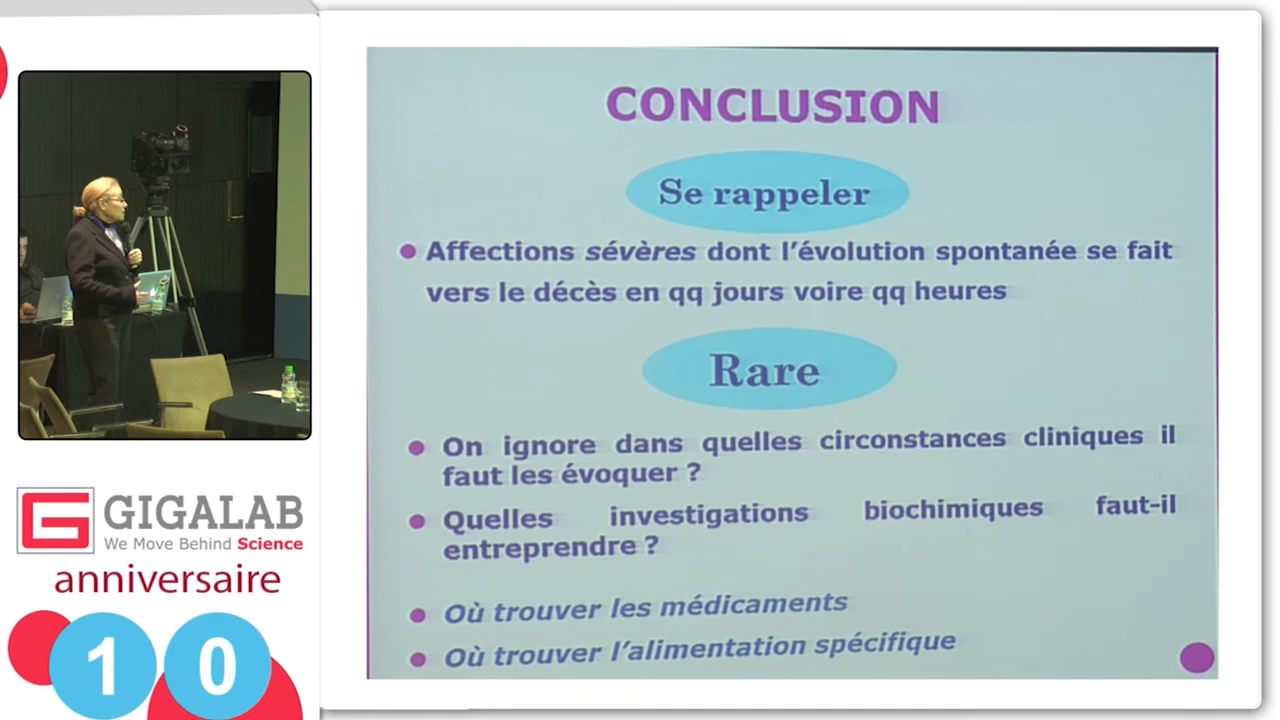 CONCLUSION
Se rappeler
Affections sévères dont l'évolution spontanée se fait
vers le décès en qq jours voire qq heures
Rare
On ignore dans quelles circonstances cliniques il
faut les évoquer ?
Quelles investigations biochimiques faut-il
entreprendre ?
Où trouver les médicaments
Où trouver l'alimentation spécifique
G GIGALAB
We Move Behind Science
anniversaire
10